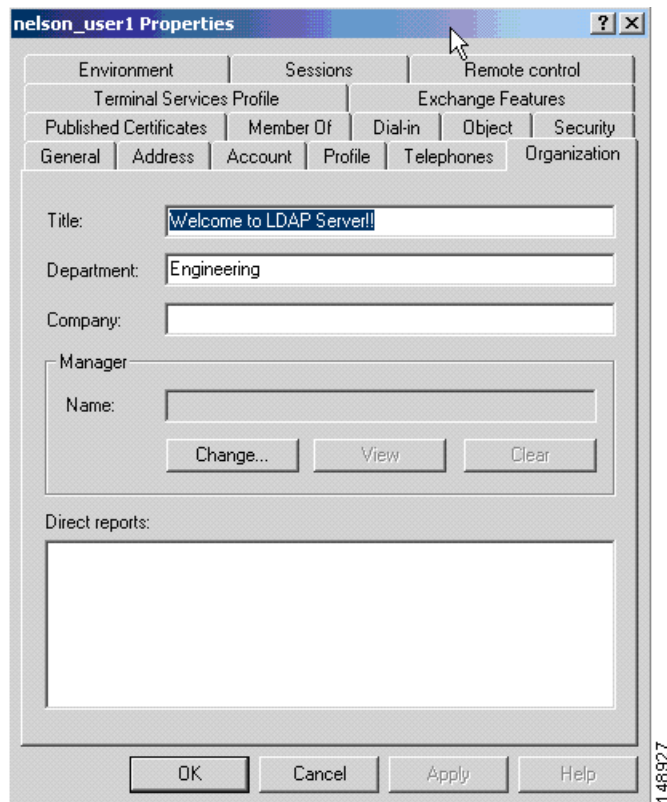 nelson_user1 Properties
Environment Sessions Remote control
Terminal Services Profile Exchange Features
Published Certificates Member Of Dial-in Object Security
General Address Account Profile Telephones Organization
Title: Welcome to LDAP Server!!
Department: Engineering
Company:
Manager
Name:
Change... View Clear
Direct reports:
OK Cancel Apply Help
148927